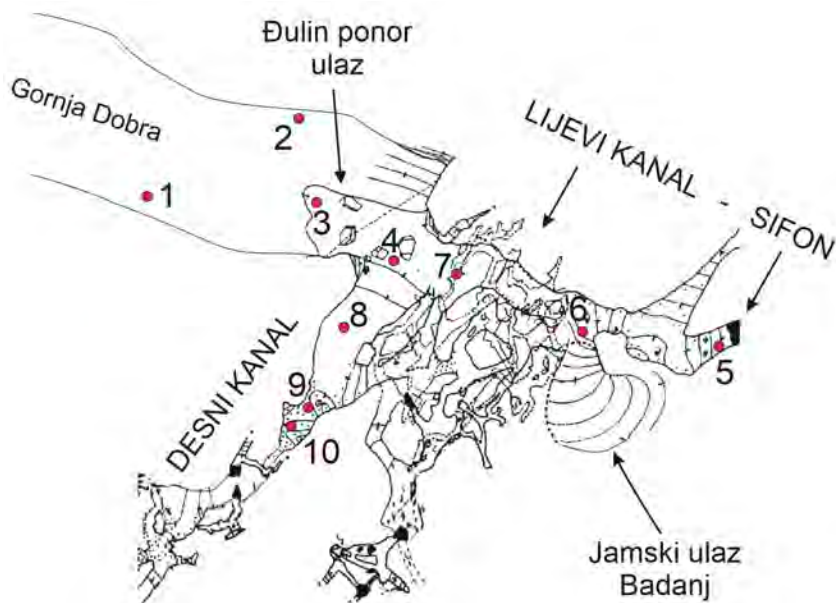 Đulin ponor
ulaz
Gornja Dobra
LIJEVI KANAL - SIFON
2
1
3
4
7
6
5
8
DESNI KANAL
9
10
Jamski ulaz
Badanj